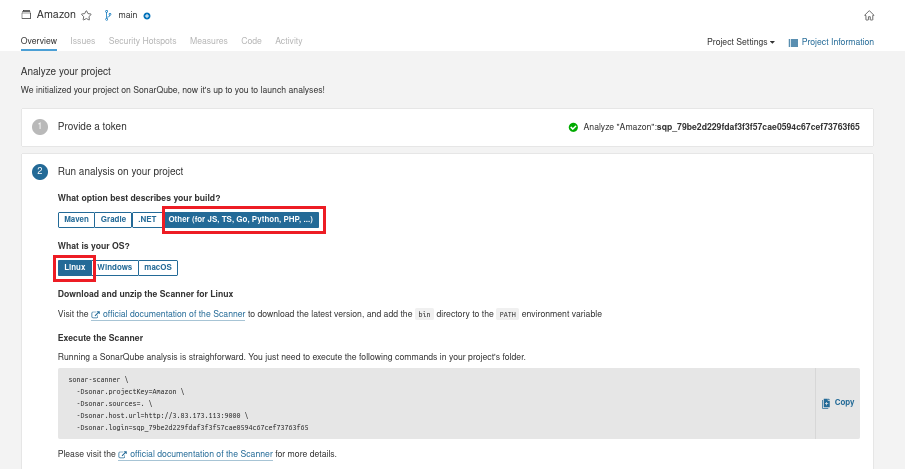 Amazon main
Overview Issues Security Hotspots Measures Code Activity Project Settings Project Information
Analyze your project
We initialized your project on SonarQube, now it's up to you to launch analyses!
1 Provide a token Analyze "Amazon": sqp_79be2d229fdaf3f3f57cae0594c67cef73763f65
2 Run analysis on your project
What option best describes your build?
Maven Gradle .NET Other (for JS, TS, Go, Python, PHP, ...)
What is your OS?
Linux Windows macOS
Download and unzip the Scanner for Linux
Visit the official documentation of the Scanner to download the latest version, and add the bin directory to the PATH environment variable
Execute the Scanner
Running a SonarQube analysis is straighforward. You just need to execute the following commands in your project's folder.
sonar-scanner \
-Dsonar.projectKey=Amazon \
-Dsonar.sources=. \
-Dsonar.host.url=http://3.83.173.113:9000 \
-Dsonar.login=sqp_79be2d229fdaf3f3f57cae0594c67cef73763f65
Copy
Please visit the official documentation of the Scanner for more details.